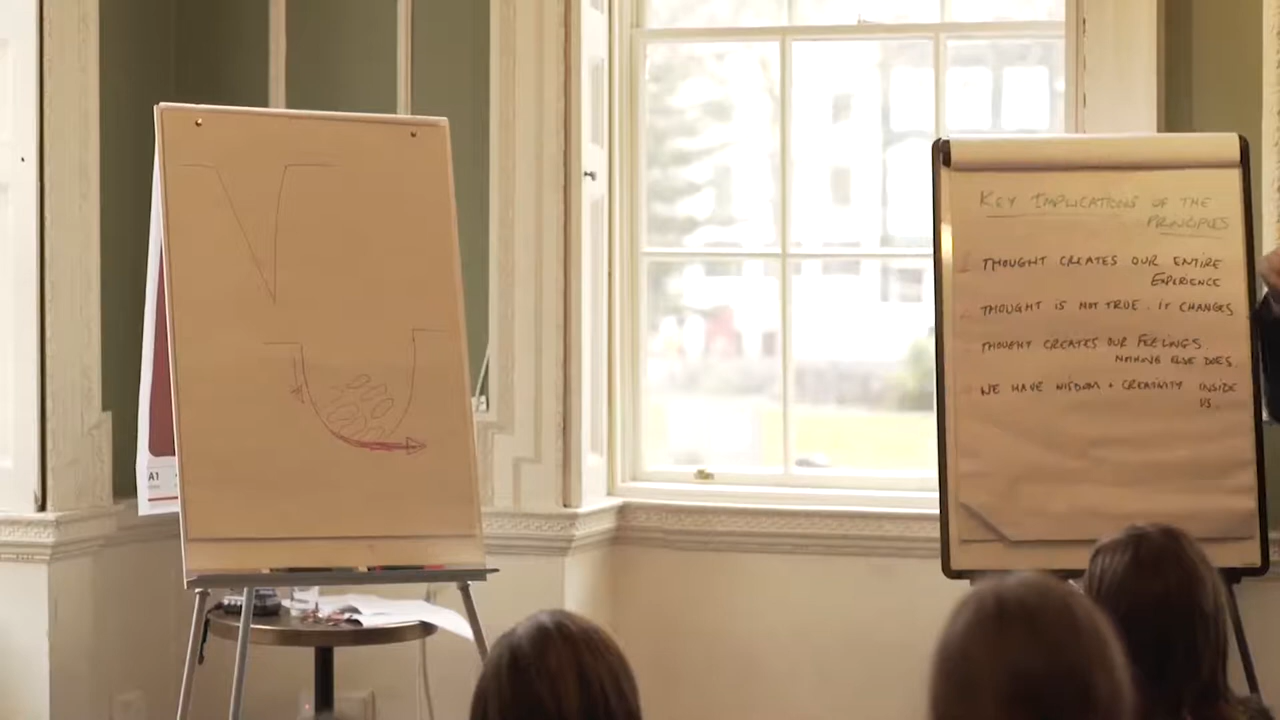 A1
KEY IMPLICATIONS OF THE
PRINCIPLES
THOUGHT CREATES OUR ENTIRE
EXPERIENCE
THOUGHT IS NOT TRUE. IT CHANGES
THOUGHT CREATES OUR FEELINGS.
NOTHING ELSE DOES.
WE HAVE WISDOM + CREATIVITY INSIDE
US.